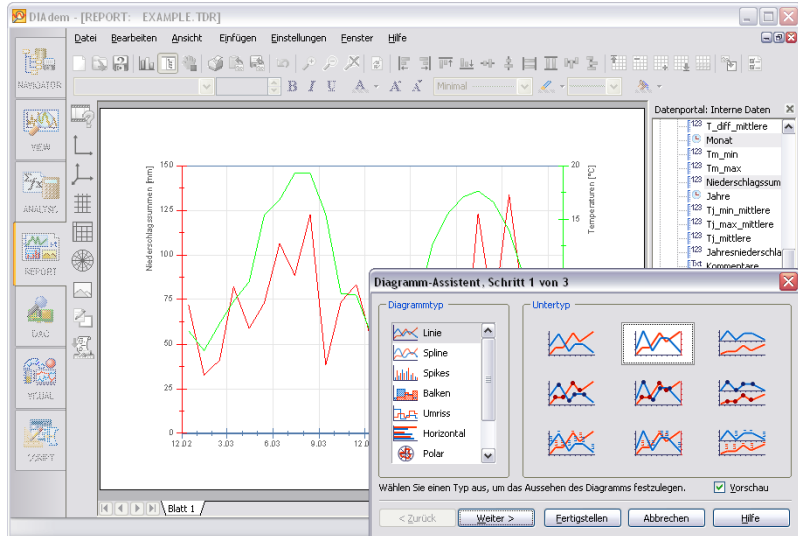 DIAdem - [REPORT: EXAMPLE.TDR]
Datei Bearbeiten Ansicht Einfügen Einstellungen Fenster Hilfe
NAVIGATOR
VIEW
ANALYSIS
REPORT
DAC
VISUAL
SCRIPT
B I U A A A Minimal
Datenportal: Interne Daten
T_diff_mittlere
Monat
Tm_min
Tm_max
Niederschlagssum
Jahre
Tj_min_mittlere
Tj_max_mittlere
Tj_mittlere
Jahresniederschla
Txt Kommentare
Niederschlagssummen [mm]
150
125
100
75
50
25
0
12.02 3.03 6.03 9.03 12.0
20
15
Temperaturen [°C]
Blatt 1
Diagramm-Assistent, Schritt 1 von 3
Diagrammtyp
Linie
Spline
Spikes
Balken
Umriss
Horizontal
Polar
Untertyp
Wählen Sie einen Typ aus, um das Aussehen des Diagramms festzulegen.
Vorschau
< Zurück Weiter > Fertigstellen Abbrechen Hilfe